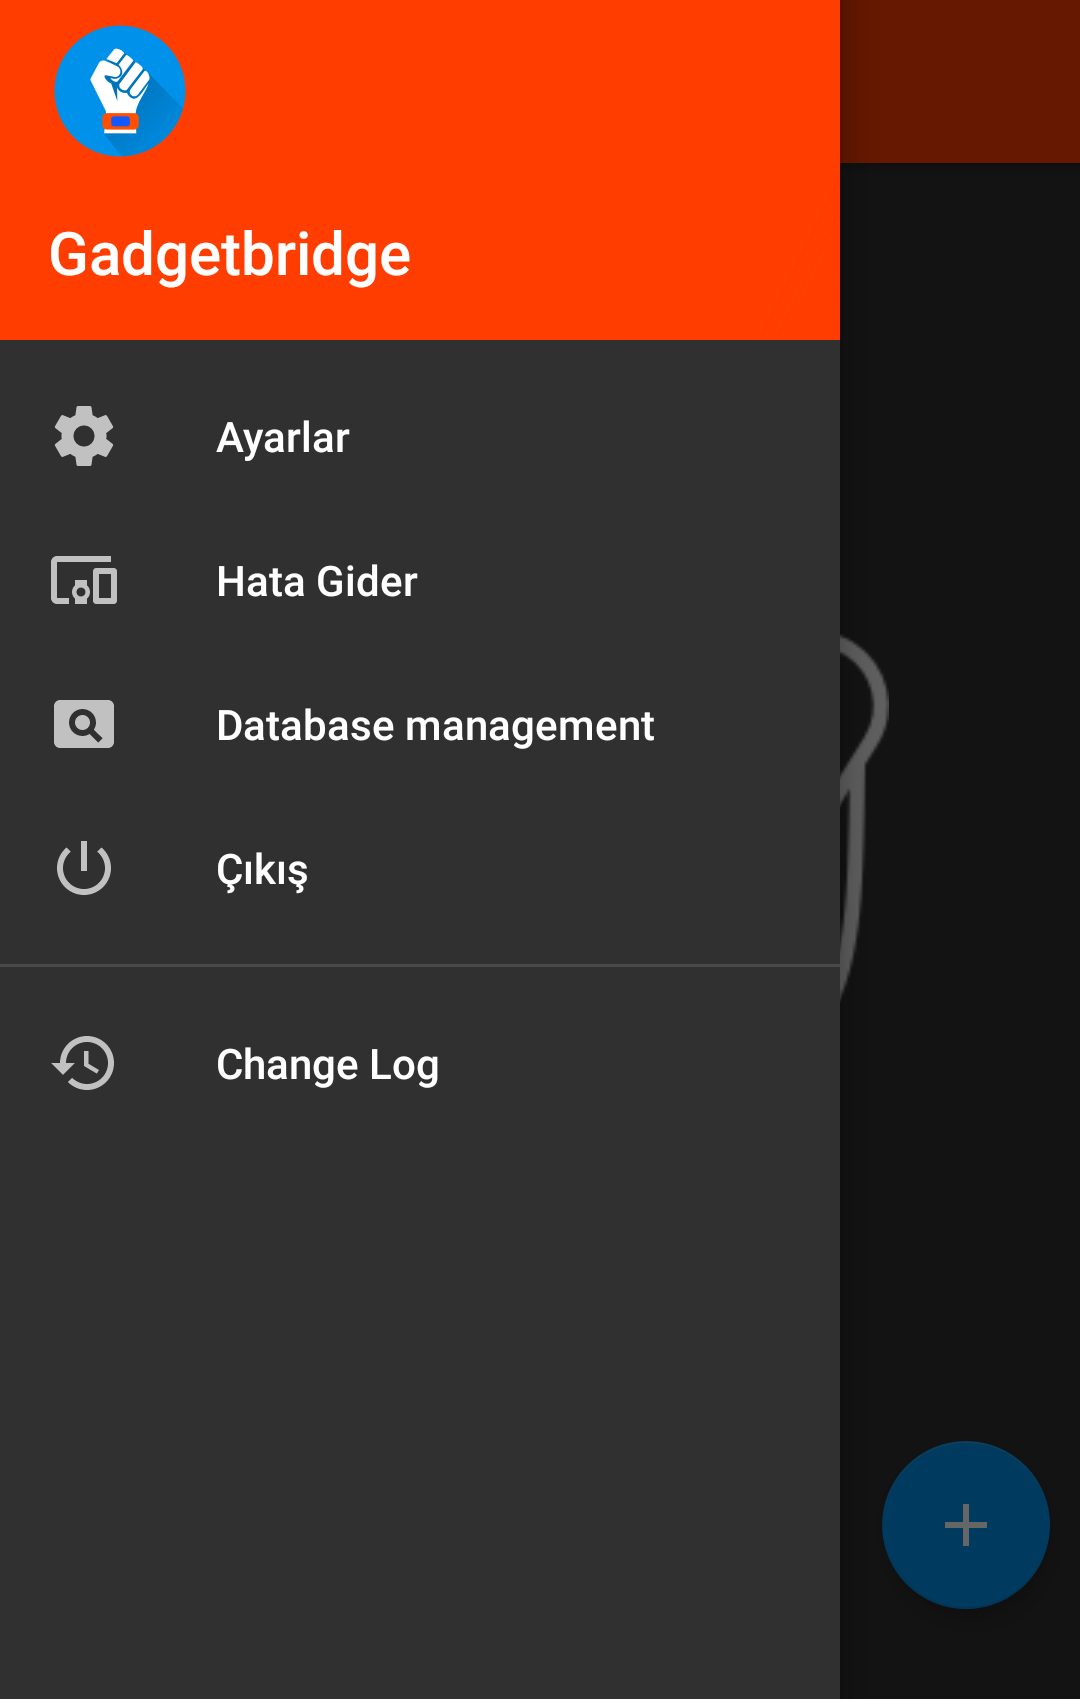 Gadgetbridge
Ayarlar
Hata Gider
Database management
Çıkış
Change Log